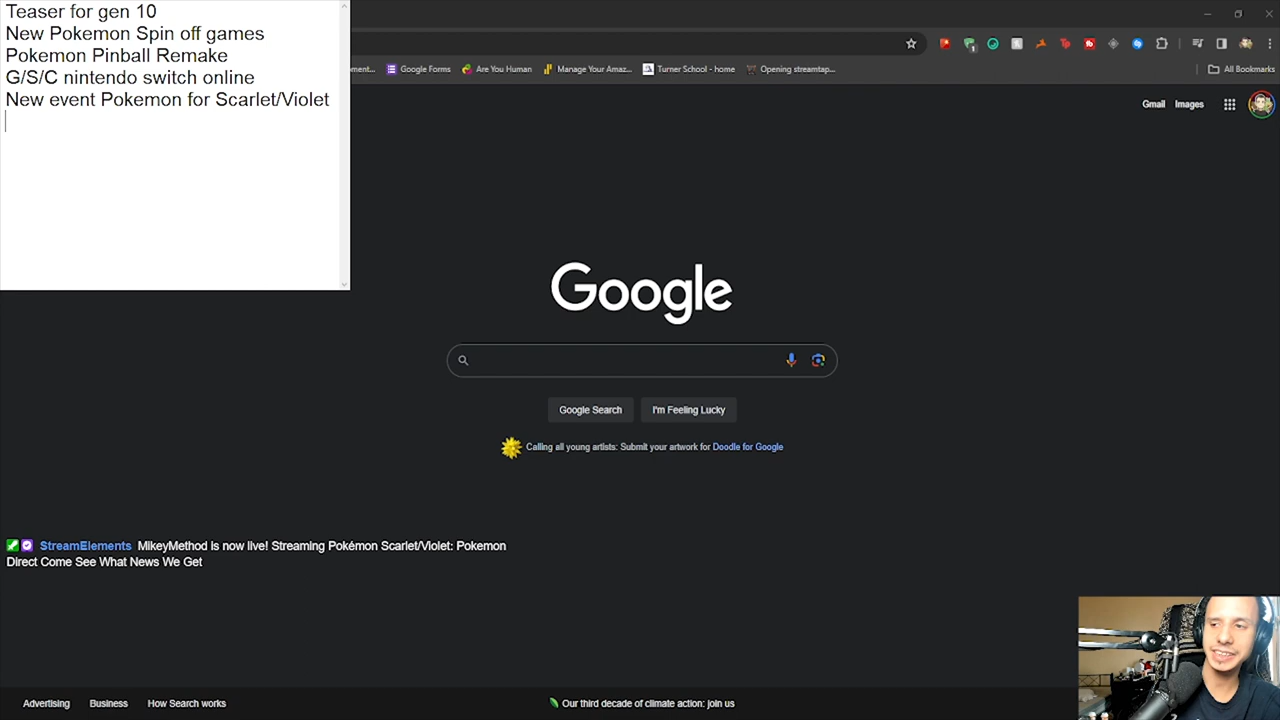 Teaser for gen 10
New Pokemon Spin off games
Pokemon Pinball Remake
G/S/C nintendo switch online
New event Pokemon for Scarlet/Violet
ment... Google Forms Are You Human Manage Your Amaz... Turner School - home Opening streamtap... All Bookmarks
Gmail Images
Google
Google Search I'm Feeling Lucky
Calling all young artists: Submit your artwork for Doodle for Google
StreamElements MikeyMethod is now live! Streaming Pokémon Scarlet/Violet: Pokemon
Direct Come See What News We Get
Advertising Business How Search works Our third decade of climate action: join us